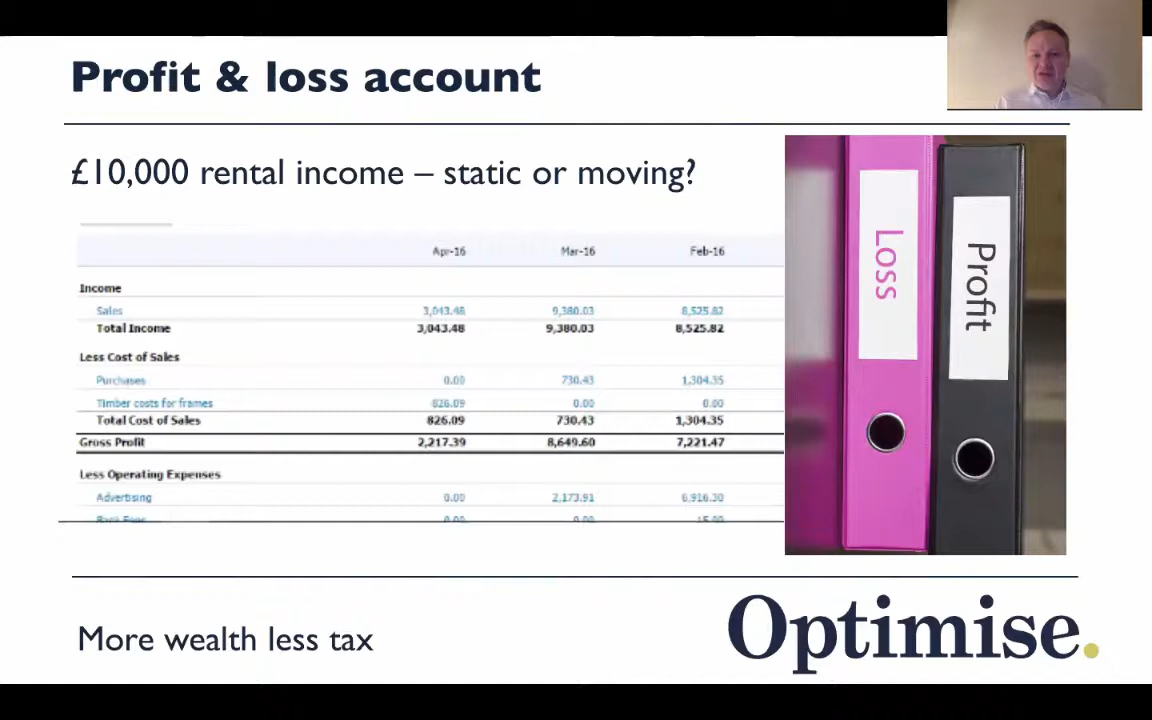 Profit & loss account
£10,000 rental income – static or moving?
Apr-16 Mar-16 Feb-16
Income
Sales 3,043.48 9,380.03 8,525.82
Total Income 3,043.48 9,380.03 8,525.82
Less Cost of Sales
Purchases 0.00 730.43 1,304.35
Timber costs for frames 826.09 0.00 0.00
Total Cost of Sales 826.09 730.43 1,304.35
Gross Profit 2,217.39 8,649.60 7,221.47
Less Operating Expenses
Advertising 0.00 2,173.91 6,916.30
Loss
Profit
More wealth less tax
Optimise.